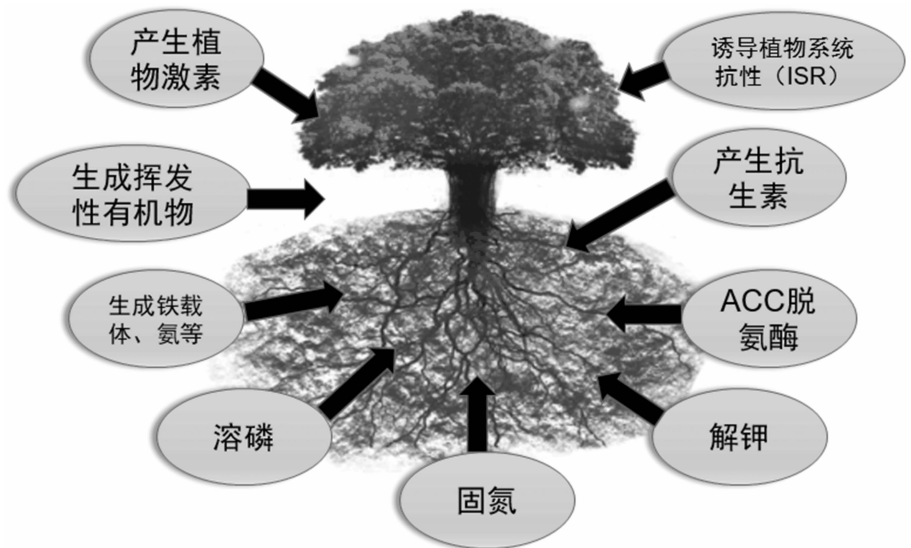 产生植
物激素
诱导植物系统
抗性（ISR）
生成挥发
性有机物
产生抗
生素
生成铁载
体、氨等
ACC脱
氨酶
溶磷
解钾
固氮